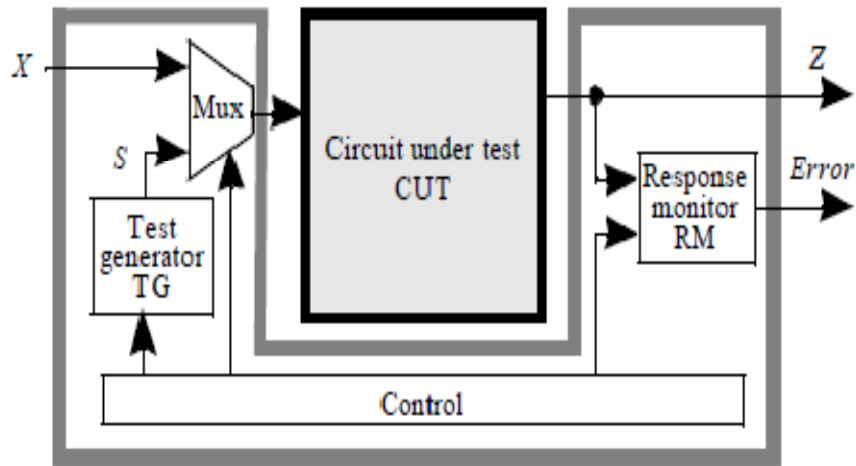 X
Mux
S
Test
generator
TG
Circuit under test
CUT
Z
Response
monitor
RM
Error
Control